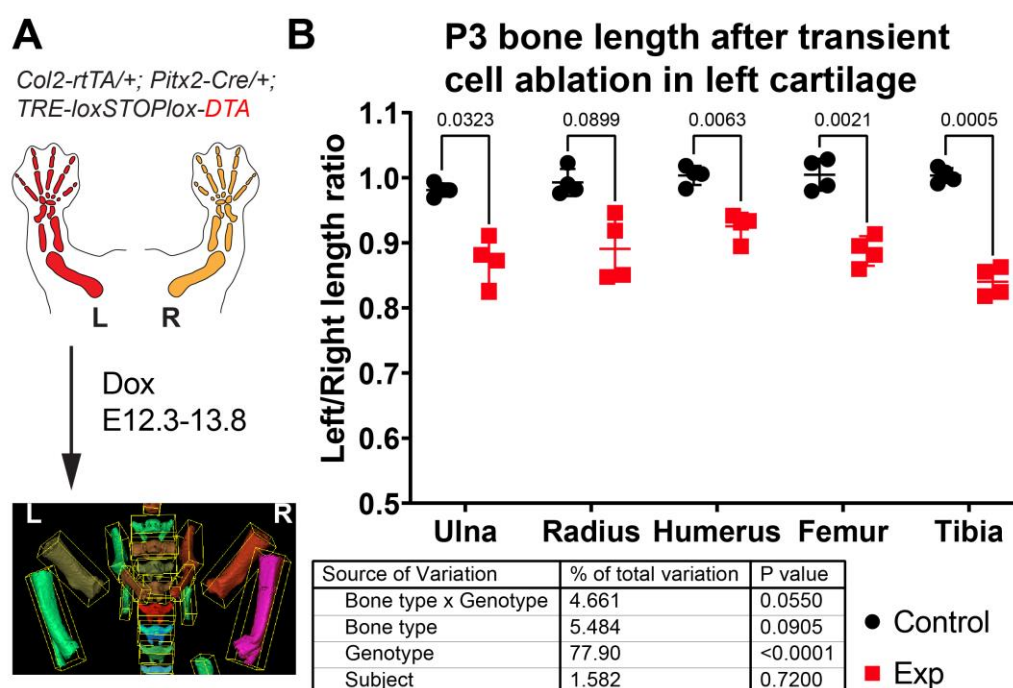 A
Col2-rtTA/+; Pitx2-Cre/+;
TRE-loxSTOPlox-DTA
L R
Dox
E12.3-13.8
L R
B
P3 bone length after transient
cell ablation in left cartilage
Left/Right length ratio
1.1
1.0
0.9
0.8
0.7
0.6
0.5
0.0323 0.0899 0.0063 0.0021 0.0005
Ulna Radius Humerus Femur Tibia
Source of Variation % of total variation P value
Bone type x Genotype 4.661 0.0550
Bone type 5.484 0.0905
Genotype 77.90 <0.0001
Subject 1.582 0.7200
Control
Exp